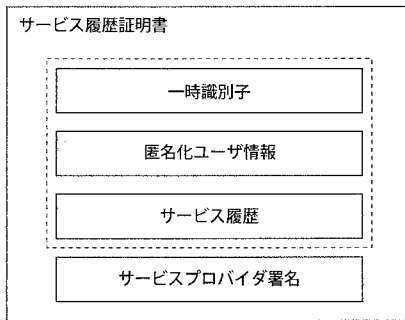 サービス履歴証明書
一時識別子
匿名化ユーザ情報
サービス履歴
サービスプロバイダ署名